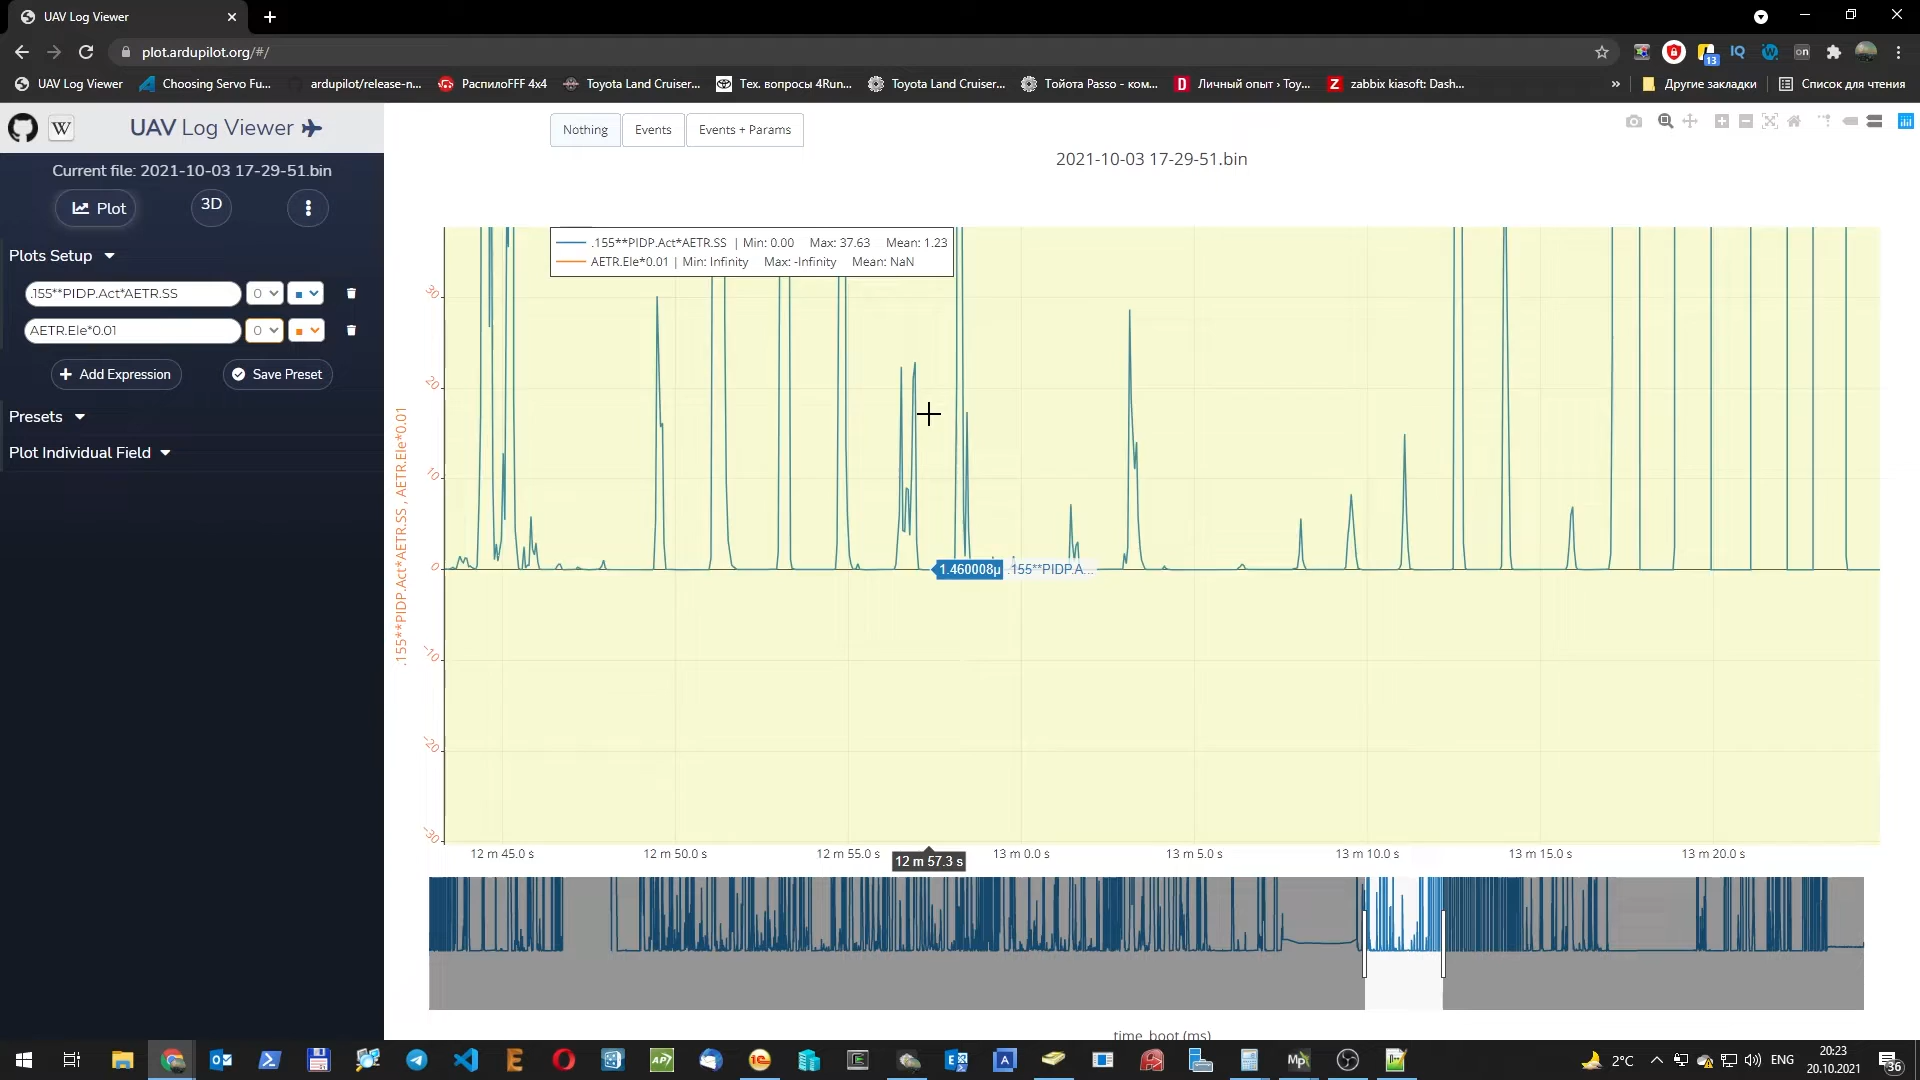 UAV Log Viewer
plot.ardupilot.org/#/
UAV Log Viewer
Choosing Servo Fu...
ardupilot/release-n...
РаспилоFFF 4x4
Toyota Land Cruiser...
Тех. вопросы 4Run...
Toyota Land Cruiser...
Тойота Passo - ком...
Личный опыт › Toy...
zabbix kiasoft: Dash...
»
Другие закладки
Список для чтения
W
UAV Log Viewer
Current file: 2021-10-03 17-29-51.bin
Plot
3D
Plots Setup
.155**PIDP.Act*AETR.SS
0
AETR.Ele*0.01
0
Add Expression
Save Preset
Presets
Plot Individual Field
Nothing
Events
Events + Params
2021-10-03 17-29-51.bin
.155**PIDP.Act*AETR.SS | Min: 0.00 Max: 37.63 Mean: 1.23
AETR.Ele*0.01 | Min: Infinity Max: -Infinity Mean: NaN
.155**PIDP.Act*AETR.SS , AETR.Ele*0.01
30
20
10
0
−10
−20
−30
1.460008μ
.155**PIDP.A...
12 m 45.0 s
12 m 50.0 s
12 m 55.0 s
12 m 57.3 s
13 m 0.0 s
13 m 5.0 s
13 m 10.0 s
13 m 15.0 s
13 m 20.0 s
time_boot (ms)
2°C
ENG
20:23
20.10.2021
36